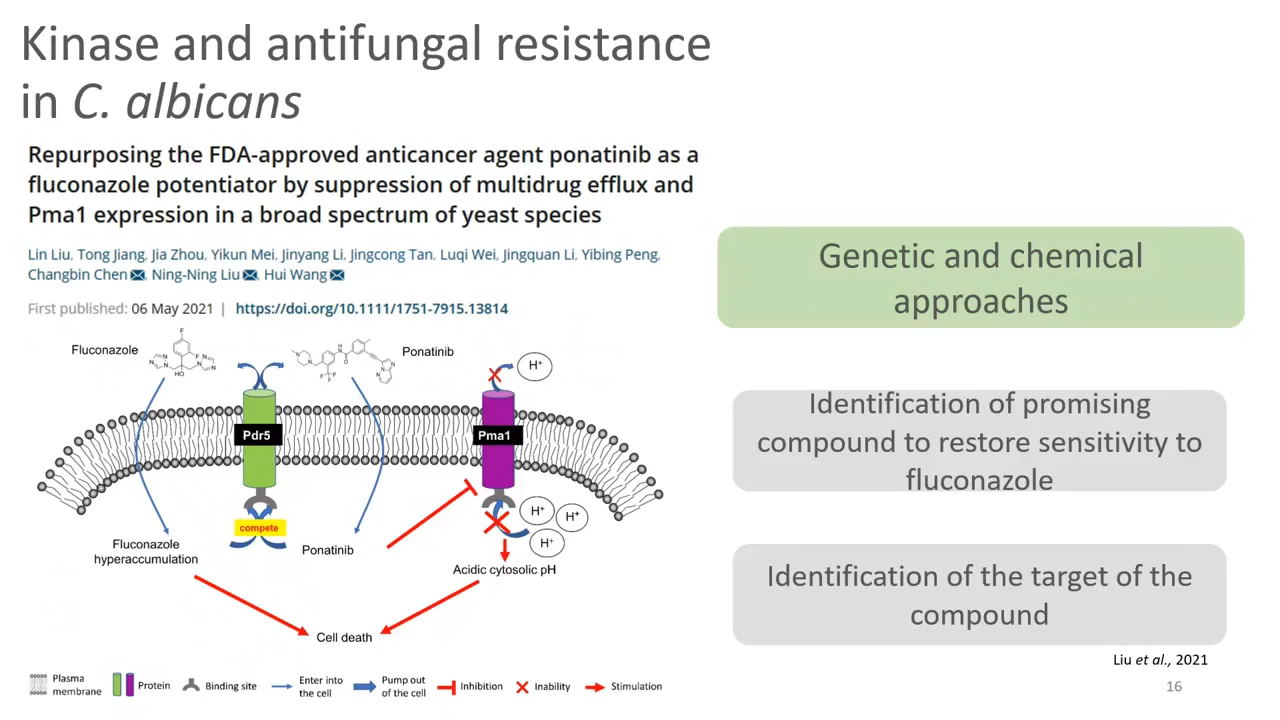 Kinase and antifungal resistance
in C. albicans
Repurposing the FDA-approved anticancer agent ponatinib as a
fluconazole potentiator by suppression of multidrug efflux and
Pma1 expression in a broad spectrum of yeast species
Lin Liu, Tong Jiang, Jia Zhou, Yikun Mei, Jinyang Li, Jingcong Tan, Luqi Wei, Jingquan Li, Yibing Peng,
Changbin Chen, Ning-Ning Liu, Hui Wang
First published: 06 May 2021 | https://doi.org/10.1111/1751-7915.13814
Genetic and chemical
approaches
Identification of promising
compound to restore sensitivity to
fluconazole
Identification of the target of the
compound
Liu et al., 2021
16
Fluconazole
F
F
N
N
N
N
N
N
OH
Ponatinib
N
N
H
N
O
F
F
F
N
N
N
H⁺
Pdr5
Pma1
compete
Fluconazole
hyperaccumulation
Ponatinib
H⁺
H⁺
H⁺
Acidic cytosolic pH
Cell death
Plasma
membrane
Protein
Binding site
Enter into
the cell
Pump out
of the cell
Inhibition
Inability
Stimulation